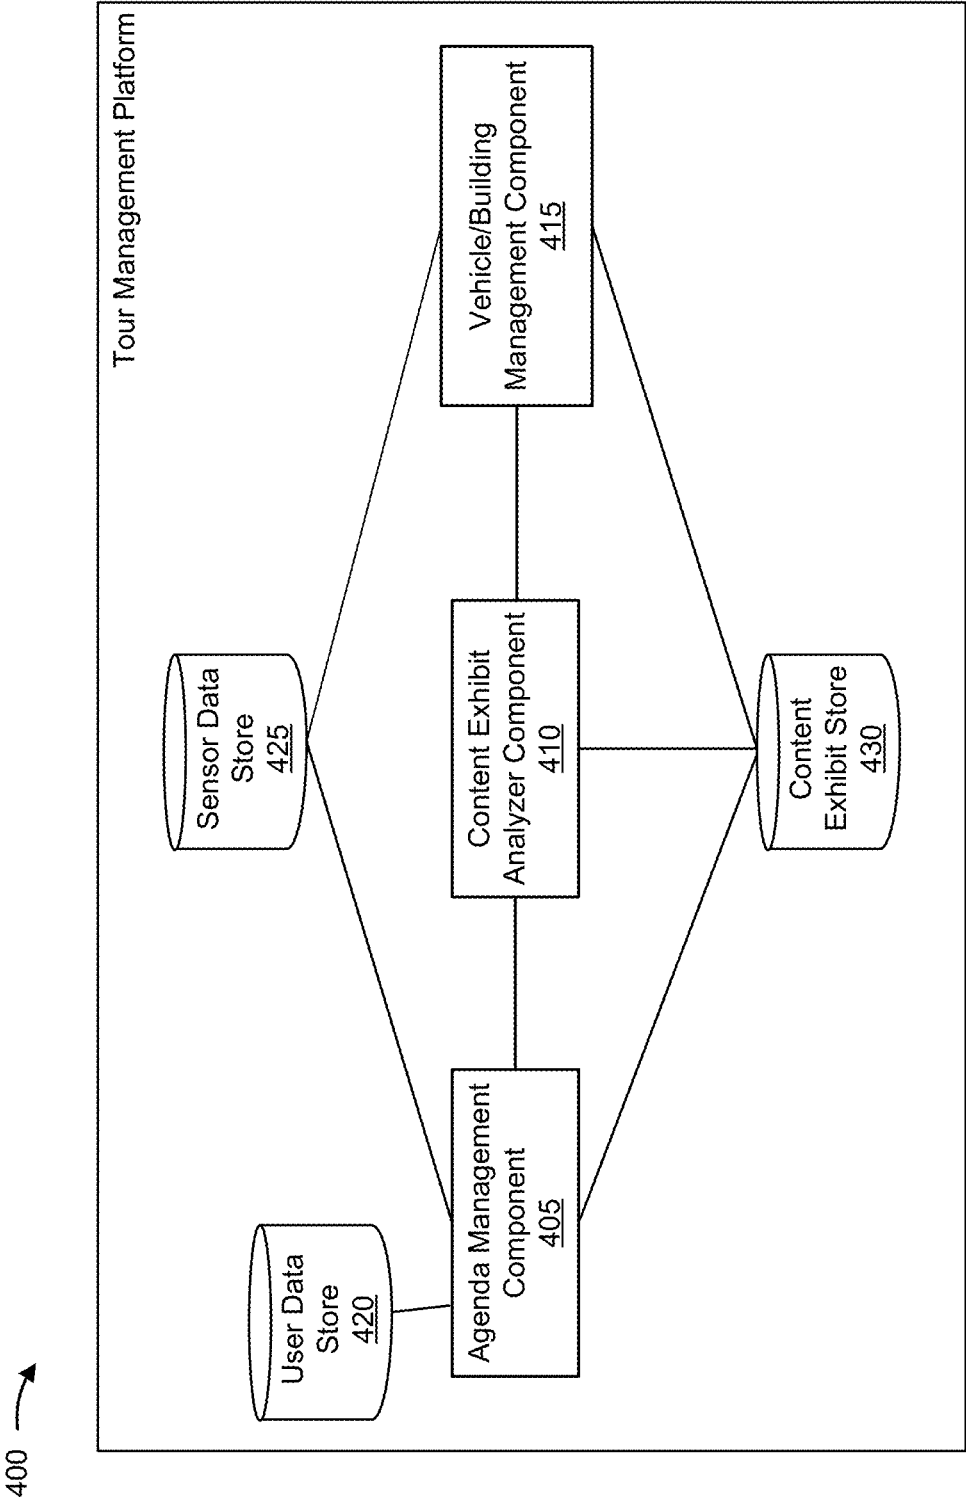 400
Tour Management Platform
User Data
Store
420
Sensor Data
Store
425
Agenda Management
Component
405
Content Exhibit
Analyzer Component
410
Vehicle/Building
Management Component
415
Content
Exhibit Store
430